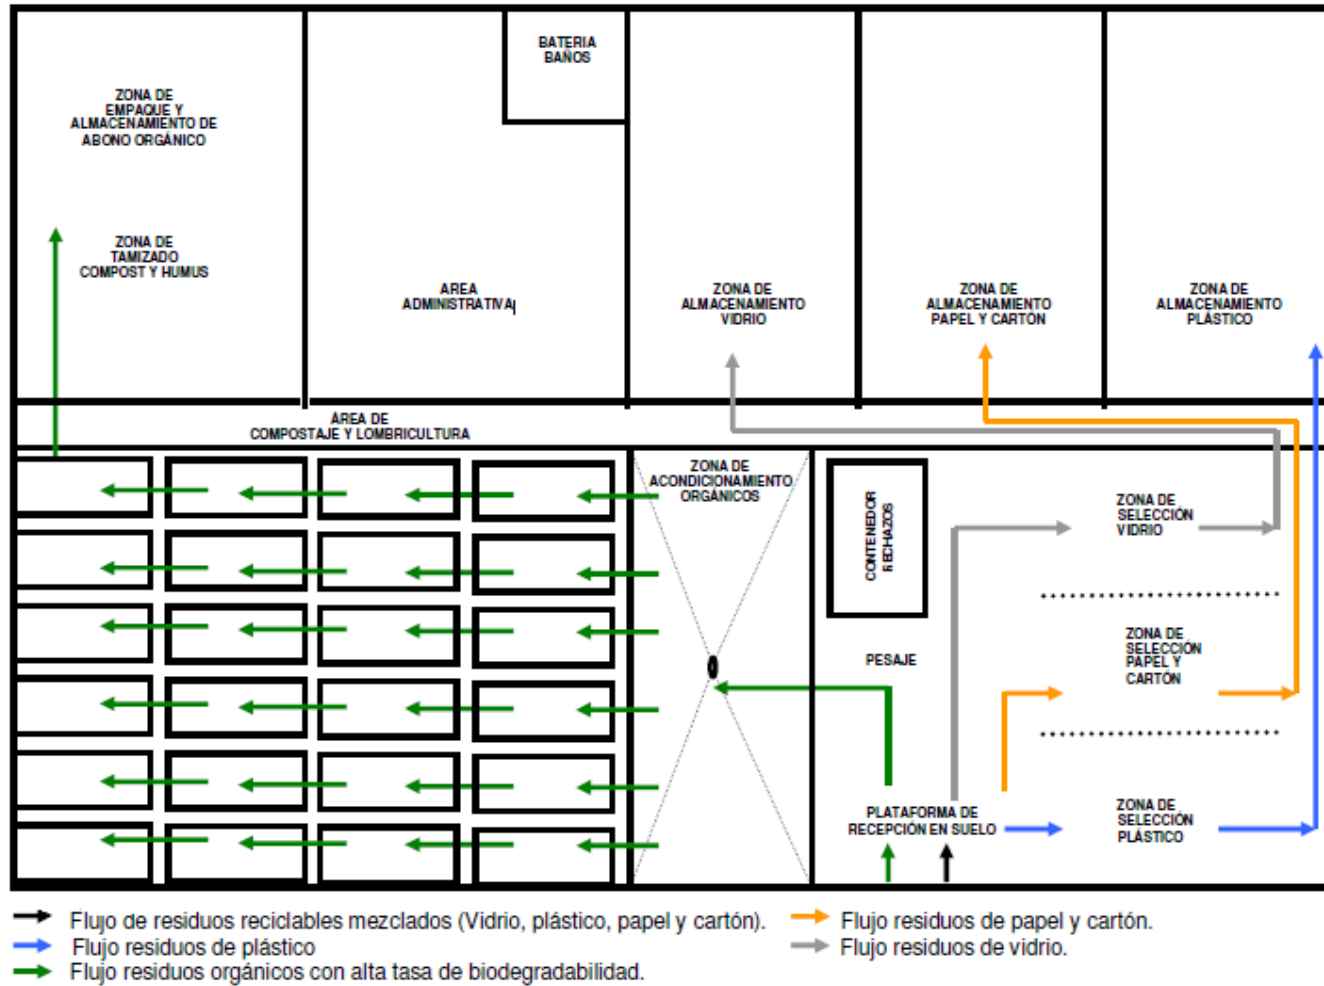 BATERIA
BAÑOS
ZONA DE
EMPAQUE Y
ALMACENAMIENTO DE
ABONO ORGÁNICO
ZONA DE
TAMIZADO
COMPOST Y HUMUS
AREA
ADMINISTRATIVA
ZONA DE
ALMACENAMIENTO
VIDRIO
ZONA DE
ALMACENAMIENTO
PAPEL Y CARTÓN
ZONA DE
ALMACENAMIENTO
PLÁSTICO
ÁREA DE
COMPOSTAJE Y LOMBRICULTURA
ZONA DE
ACONDICIONAMIENTO
ORGÁNICOS
CONTENEDOR
RECHAZOS
ZONA DE
SELECCIÓN
VIDRIO
PESAJE
ZONA DE
SELECCIÓN
PAPEL Y
CARTÓN
PLATAFORMA DE
RECEPCIÓN EN SUELO
ZONA DE
SELECCIÓN
PLÁSTICO
Flujo de residuos reciclables mezclados (Vidrio, plástico, papel y cartón).
Flujo residuos de papel y cartón.
Flujo residuos de plástico
Flujo residuos de vidrio.
Flujo residuos orgánicos con alta tasa de biodegradabilidad.